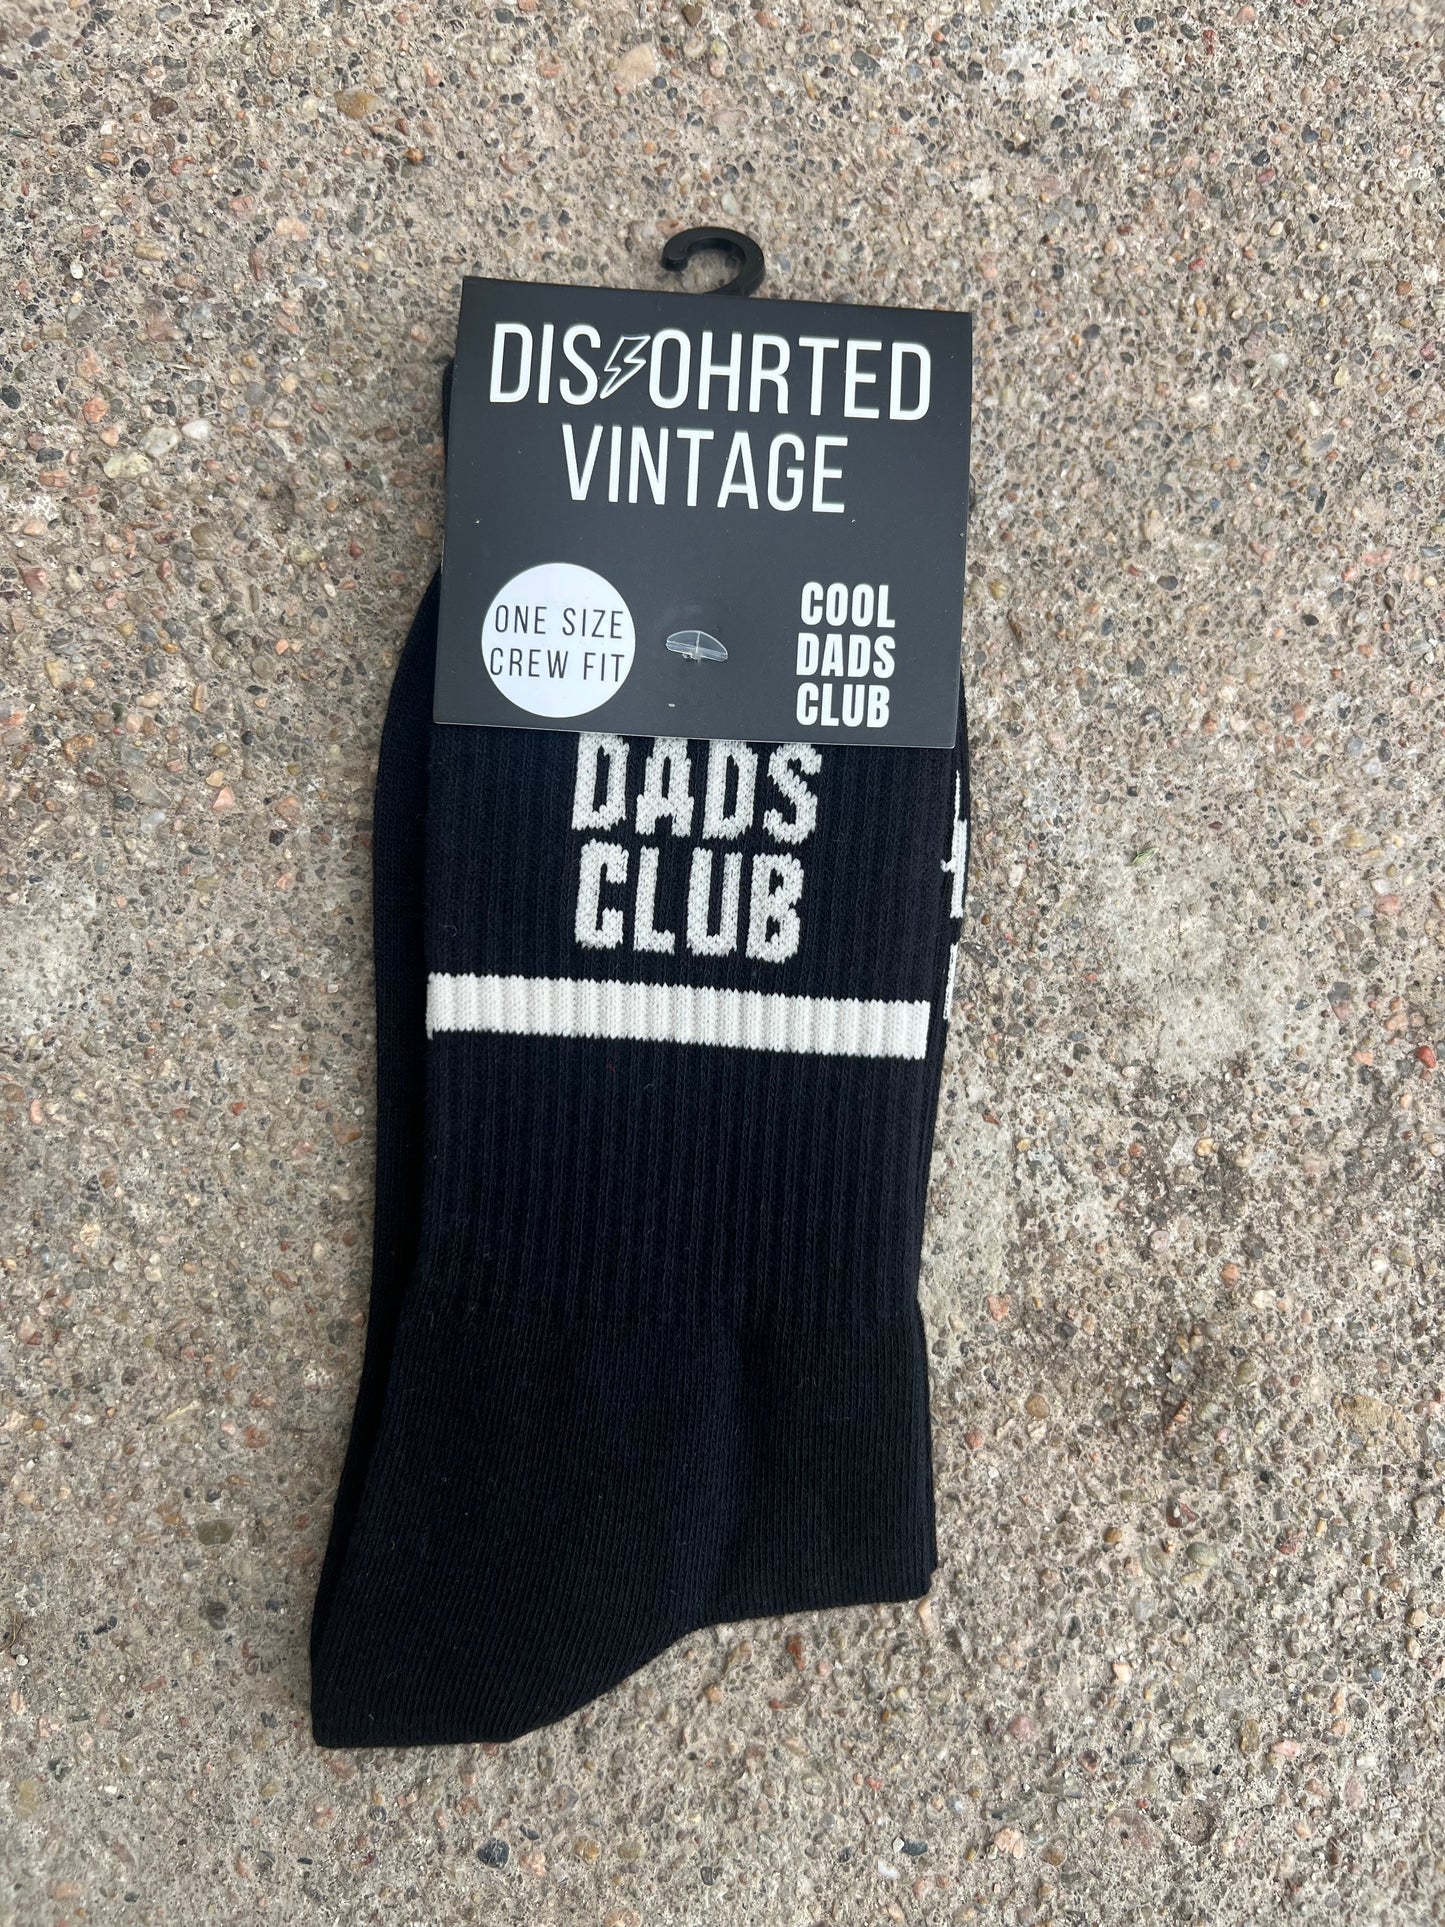 DIS⚡OHRTED
VINTAGE
ONE SIZE
CREW FIT
COOL
DADS
CLUB
DADS
CLUB